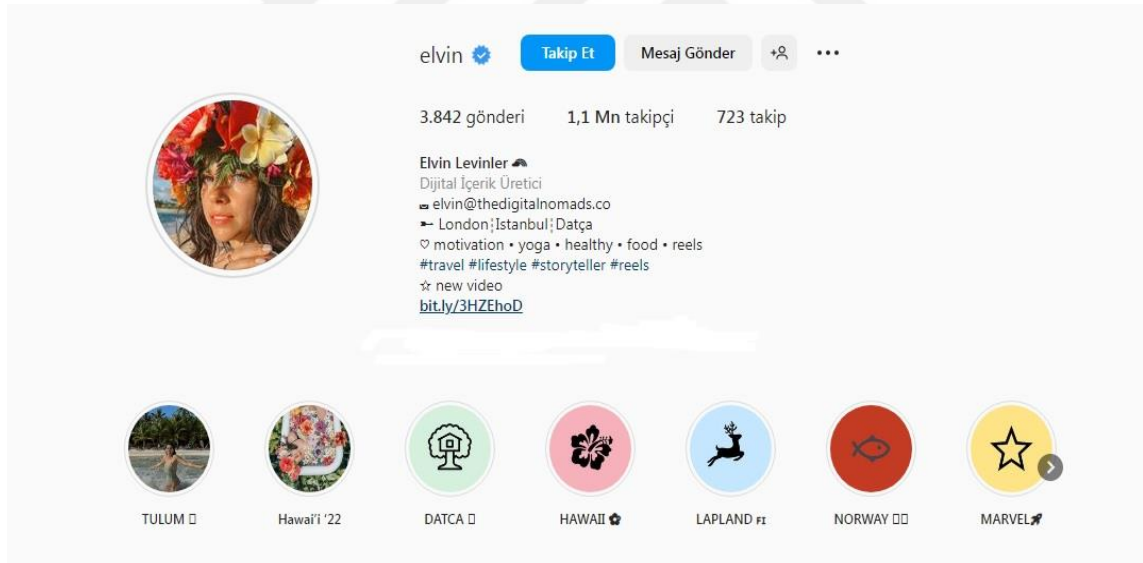 elvin Takip Et Mesaj Gönder
3.842 gönderi 1,1 Mn takipçi 723 takip
Elvin Levinler
Dijital İçerik Üretici
elvin@thedigitalnomads.co
London¦Istanbul¦Datça
♡ motivation • yoga • healthy • food • reels
#travel #lifestyle #storyteller #reels
☆ new video
bit.ly/3HZEhoD
TULUM Hawai'i '22 DATCA HAWAII LAPLAND FI NORWAY MARVEL